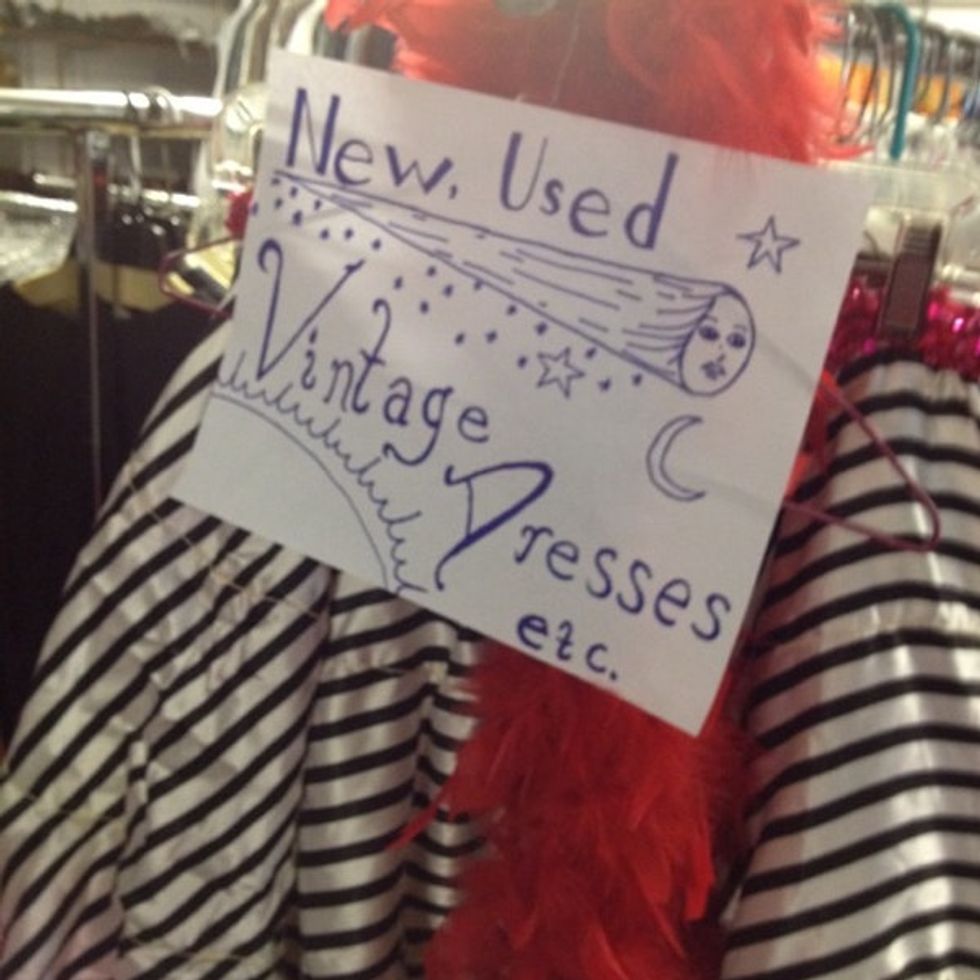 New, Used
Vintage
Dresses
etc.